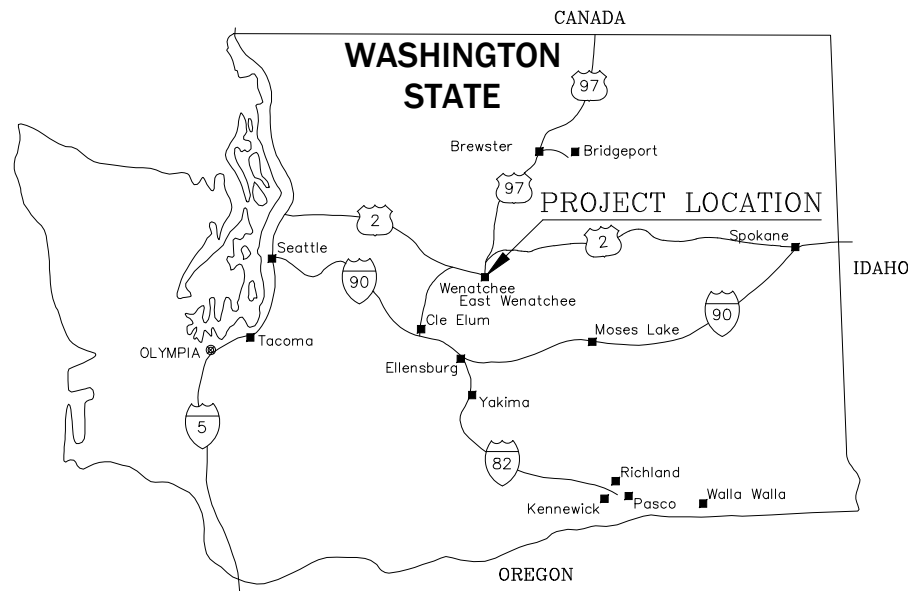 CANADA
WASHINGTON
STATE
97
Brewster
Bridgeport
97
PROJECT LOCATION
2
2
Spokane
Seattle
IDAHO
90
Wenatchee
East Wenatchee
90
Cle Elum
Moses Lake
Tacoma
OLYMPIA
Ellensburg
Yakima
5
82
Richland
Walla Walla
Pasco
Kennewick
OREGON